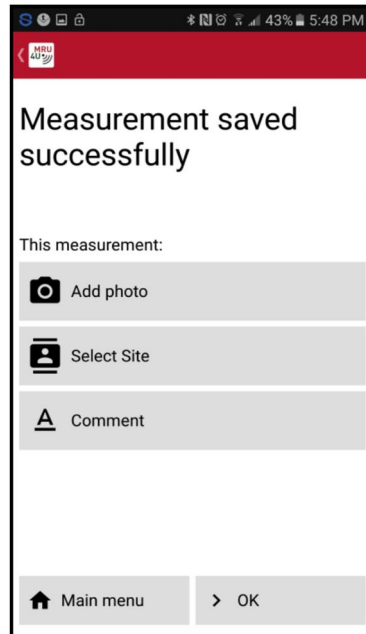 43% 5:48 PM
MRU
4U
Measurement saved
successfully
This measurement:
Add photo
Select Site
A Comment
Main menu
> OK